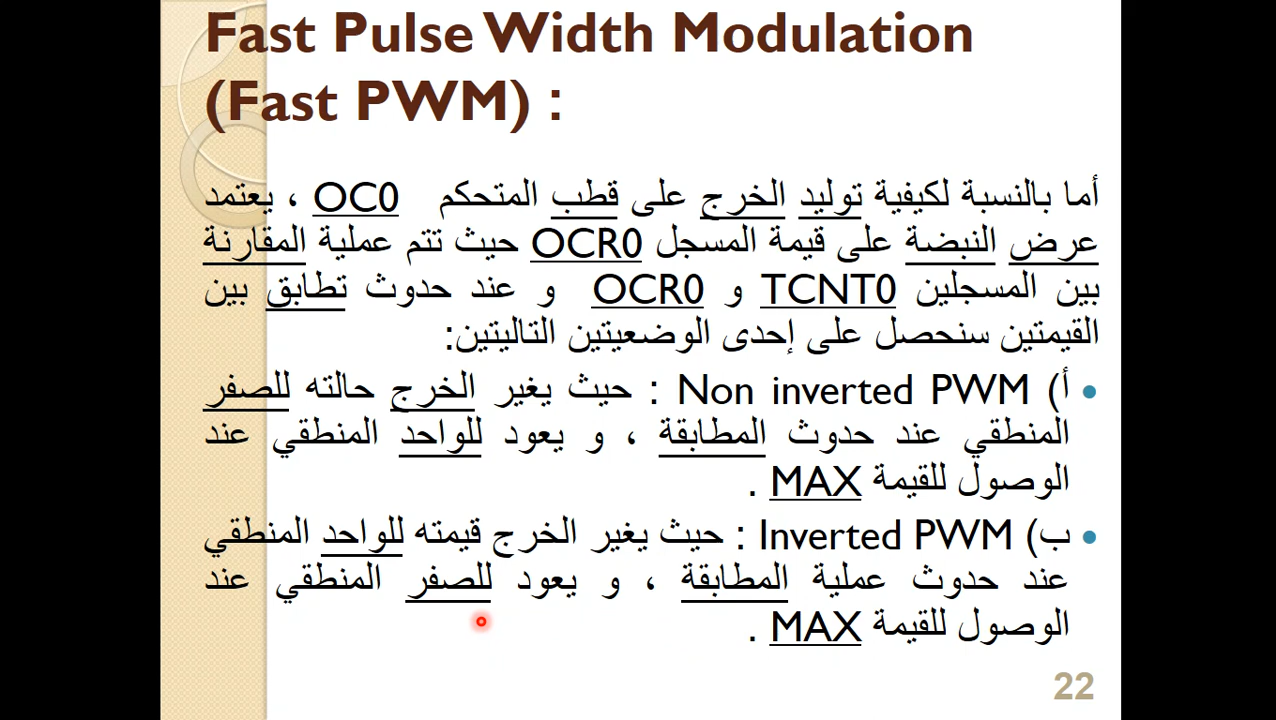 Fast Pulse Width Modulation
(Fast PWM) :
أما بالنسبة لكيفية توليد الخرج على قطب المتحكم OC0 ، يعتمد
عرض النبضة على قيمة المسجل OCR0 حيث تتم عملية المقارنة
بين المسجلين TCNT0 و OCR0 و عند حدوث تطابق بين
القيمتين سنحصل على إحدى الوضعيتين التاليتين:
• أ) Non inverted PWM : حيث يغير الخرج حالته للصفر
المنطقي عند حدوث المطابقة ، و يعود للواحد المنطقي عند
الوصول للقيمة MAX .
• ب) Inverted PWM : حيث يغير الخرج قيمته للواحد المنطقي
عند حدوث عملية المطابقة ، و يعود للصفر المنطقي عند
الوصول للقيمة MAX .
22